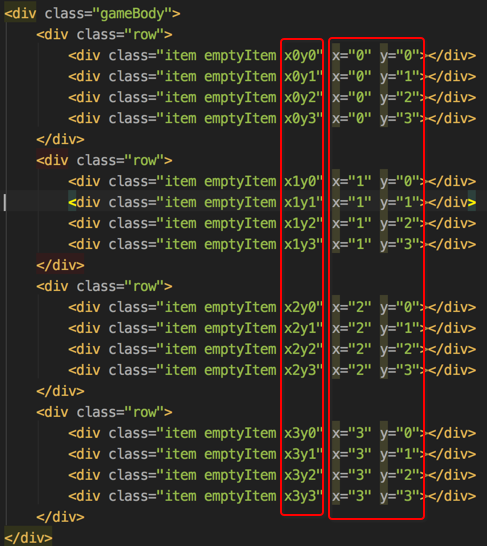 <div class="gameBody">
<div class="row">
<div class="item emptyItem x0y0" x="0" y="0"></div>
<div class="item emptyItem x0y1" x="0" y="1"></div>
<div class="item emptyItem x0y2" x="0" y="2"></div>
<div class="item emptyItem x0y3" x="0" y="3"></div>
</div>
<div class="row">
<div class="item emptyItem x1y0" x="1" y="0"></div>
<div class="item emptyItem x1y1" x="1" y="1"></div>
<div class="item emptyItem x1y2" x="1" y="2"></div>
<div class="item emptyItem x1y3" x="1" y="3"></div>
</div>
<div class="row">
<div class="item emptyItem x2y0" x="2" y="0"></div>
<div class="item emptyItem x2y1" x="2" y="1"></div>
<div class="item emptyItem x2y2" x="2" y="2"></div>
<div class="item emptyItem x2y3" x="2" y="3"></div>
</div>
<div class="row">
<div class="item emptyItem x3y0" x="3" y="0"></div>
<div class="item emptyItem x3y1" x="3" y="1"></div>
<div class="item emptyItem x3y2" x="3" y="2"></div>
<div class="item emptyItem x3y3" x="3" y="3"></div>
</div>
</div>